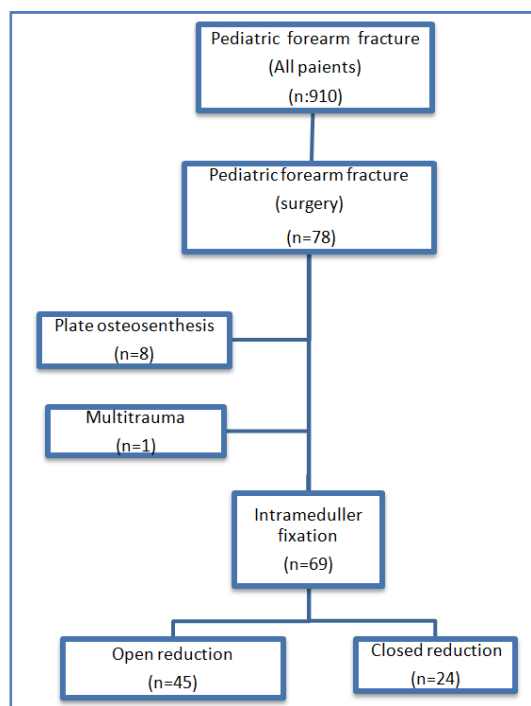 Pediatric forearm fracture
(All paients)
(n:910)
Pediatric forearm fracture
(surgery)
(n=78)
Plate osteosenthesis
(n=8)
Multitrauma
(n=1)
Intrameduller
fixation
(n=69)
Open reduction
(n=45)
Closed reduction
(n=24)